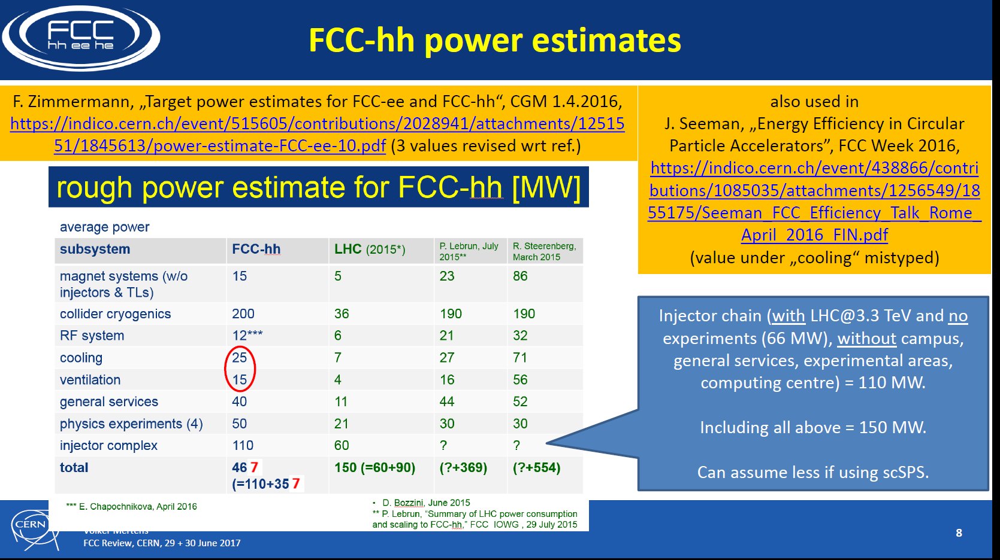 FCC
hh ee he
FCC-hh power estimates
F. Zimmermann, „Target power estimates for FCC-ee and FCC-hh“, CGM 1.4.2016,
https://indico.cern.ch/event/515605/contributions/2028941/attachments/12515
51/1845613/power-estimate-FCC-ee-10.pdf (3 values revised wrt ref.)
also used in
J. Seeman, „Energy Efficiency in Circular
Particle Accelerators”, FCC Week 2016,
https://indico.cern.ch/event/438866/contri
butions/1085035/attachments/1256549/18
55175/Seeman_FCC_Efficiency_Talk_Rome_
April_2016_FIN.pdf
(value under „cooling“ mistyped)
rough power estimate for FCC-hh [MW]
average power
subsystem FCC-hh LHC (2015*) P. Lebrun, July 2015** R. Steerenberg, March 2015
magnet systems (w/o injectors & TLs) 15 5 23 86
collider cryogenics 200 36 190 190
RF system 12*** 6 21 32
cooling 25 7 27 71
ventilation 15 4 16 56
general services 40 11 44 52
physics experiments (4) 50 21 30 30
injector complex 110 60 ? ?
total 467 150 (=60+90) (?+369) (?+554)
(=110+357
Injector chain (with LHC@3.3 TeV and no
experiments (66 MW), without campus,
general services, experimental areas,
computing centre) = 110 MW.
Including all above = 150 MW.
Can assume less if using scSPS.
*** E. Chapochnikova, April 2016
• D. Bozzini, June 2015
** P. Lebrun, “Summary of LHC power consumption
and scaling to FCC-hh,” FCC IOWG , 29 July 2015
CERN
Volker Mertens
FCC Review, CERN, 29 + 30 June 2017
8